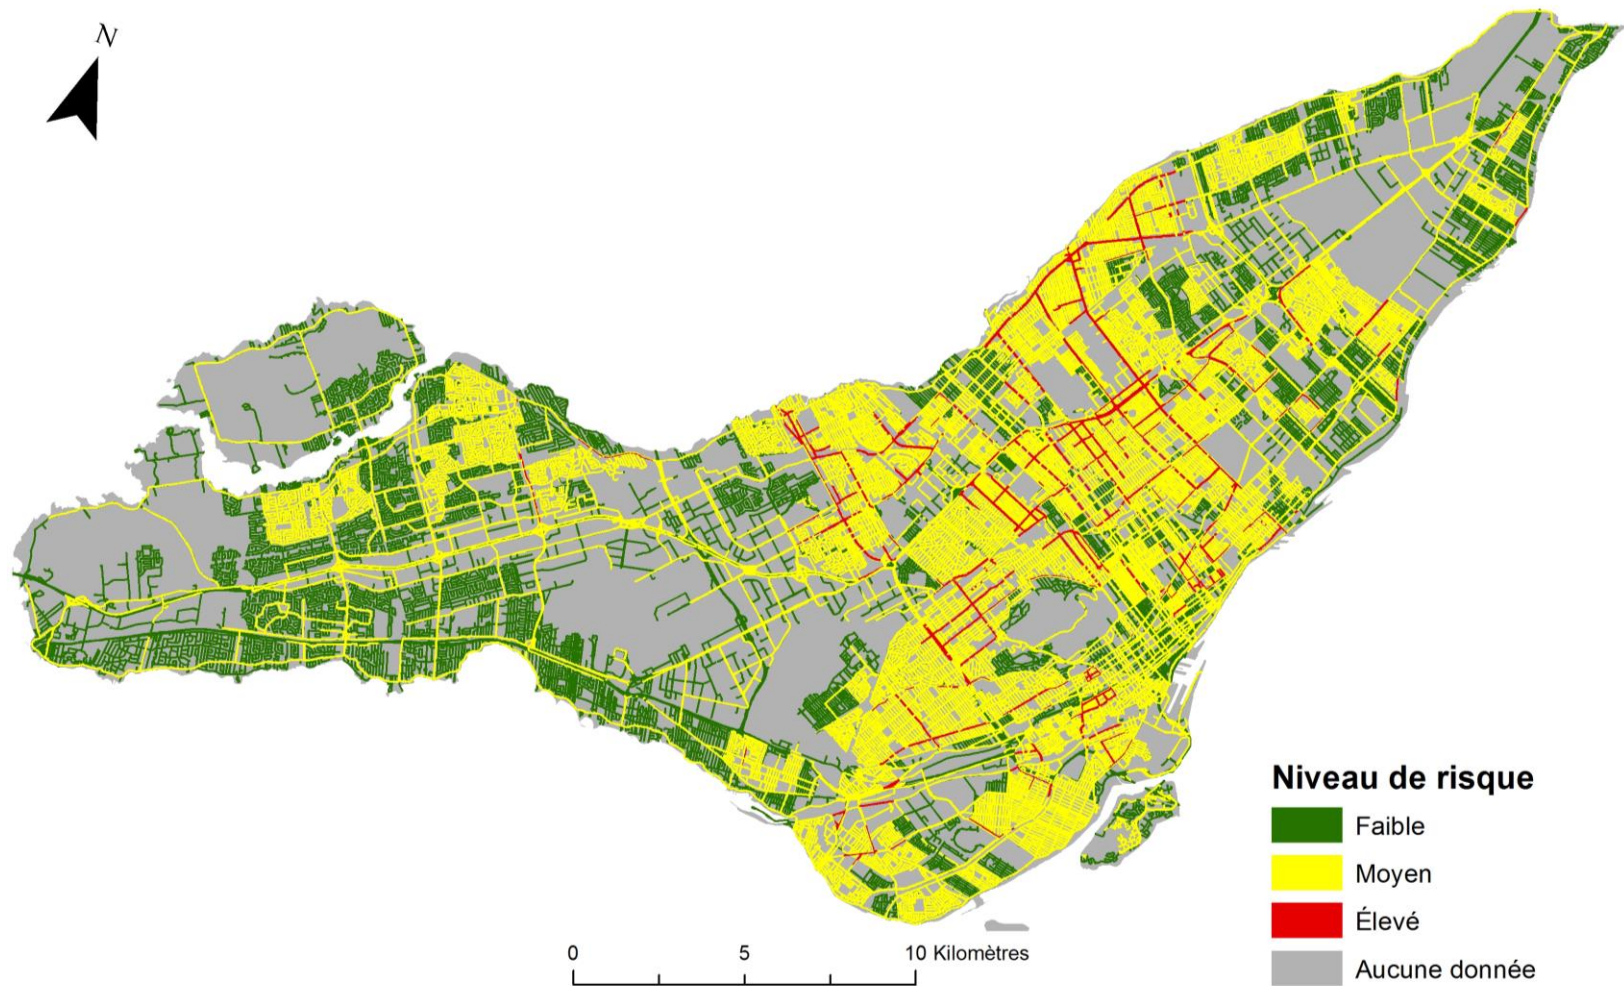 N
Niveau de risque
Faible
Moyen
Élevé
Aucune donnée
0 5 10 Kilomètres